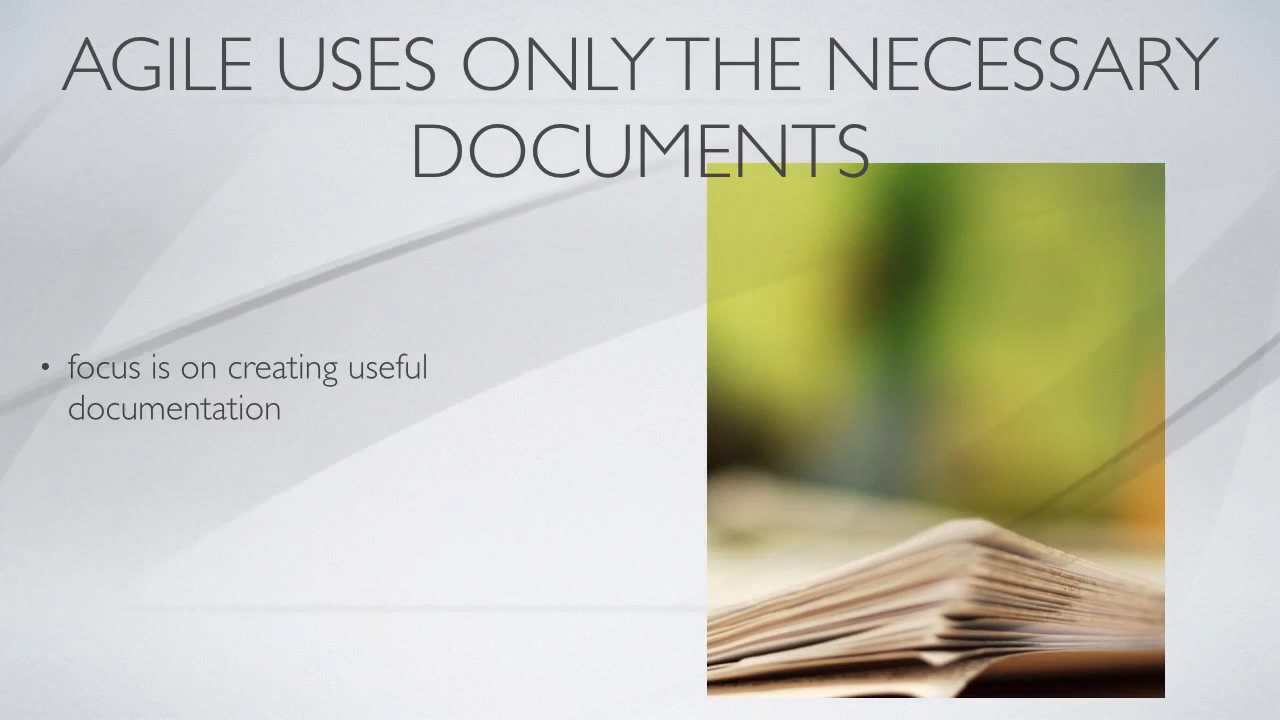 AGILE USES ONLY THE NECESSARY
DOCUMENTS
• focus is on creating useful
documentation